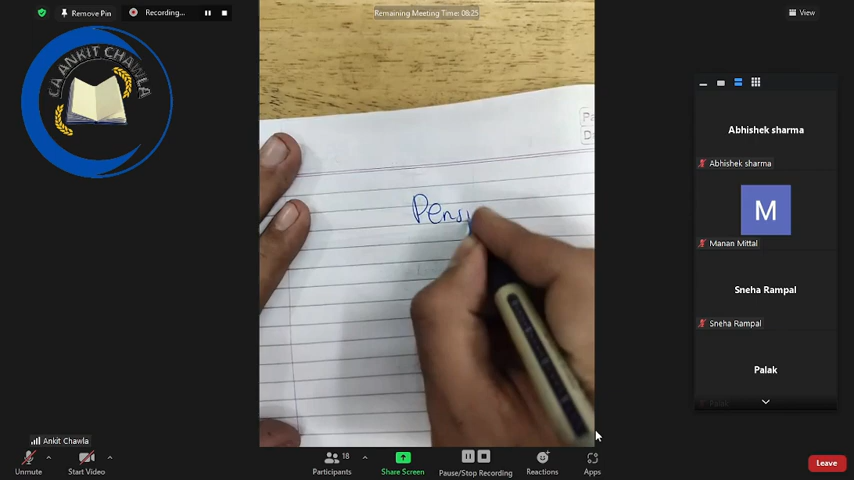 Remove Pin
Recording...
Remaining Meeting Time: 08:25
View
CA ANKIT CHAWLA
Pensi
Abhishek sharma
Abhishek sharma
M
Manan Mittal
Sneha Rampal
Sneha Rampal
Palak
Palak
Ankit Chawla
Unmute
Start Video
18
Participants
Share Screen
Pause/Stop Recording
Reactions
Apps
Leave